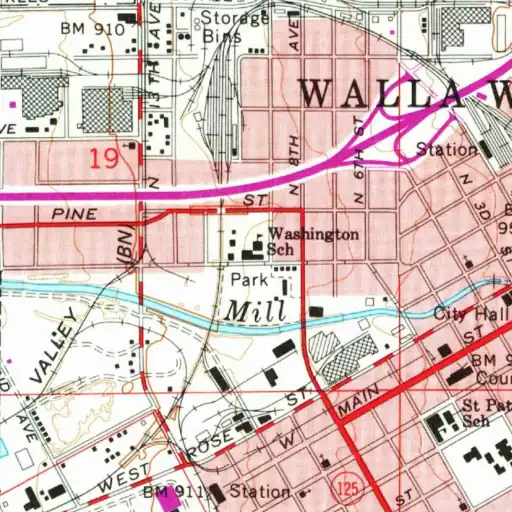 BM 910
AVE
13TH
N
Storage
Bins
AVE
WALLA W
AVE
19
N 8TH
N 6TH ST
Station
N 3D
PINE
ST
Washington
Sch
(BN)
Park
Mill
VALLEY
City Hall
ST
MAIN
BM 9
Cour
St Pat
Sch
AVE
WEST
ROSE
ST
W
BM 911
Station
125
ST